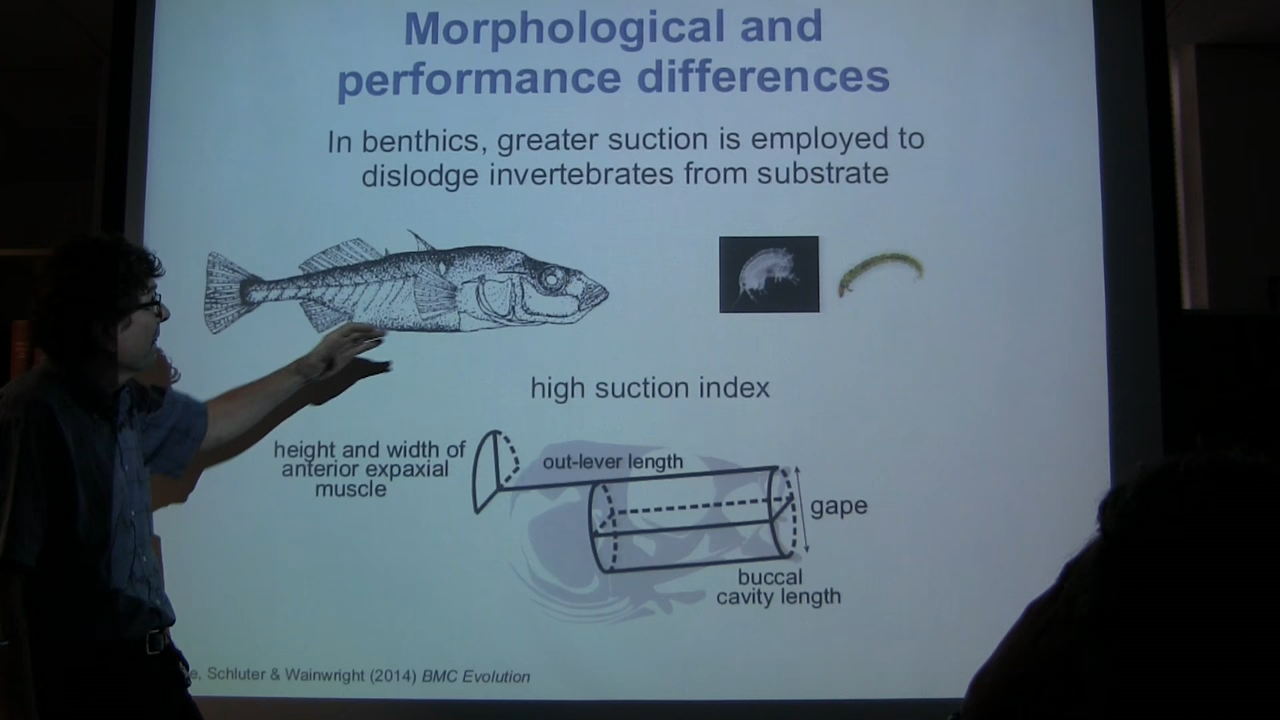 Morphological and
performance differences
In benthics, greater suction is employed to
dislodge invertebrates from substrate
high suction index
height and width of
anterior expaxial
muscle
out-lever length
gape
buccal
cavity length
Schluter & Wainwright (2014) BMC Evolution